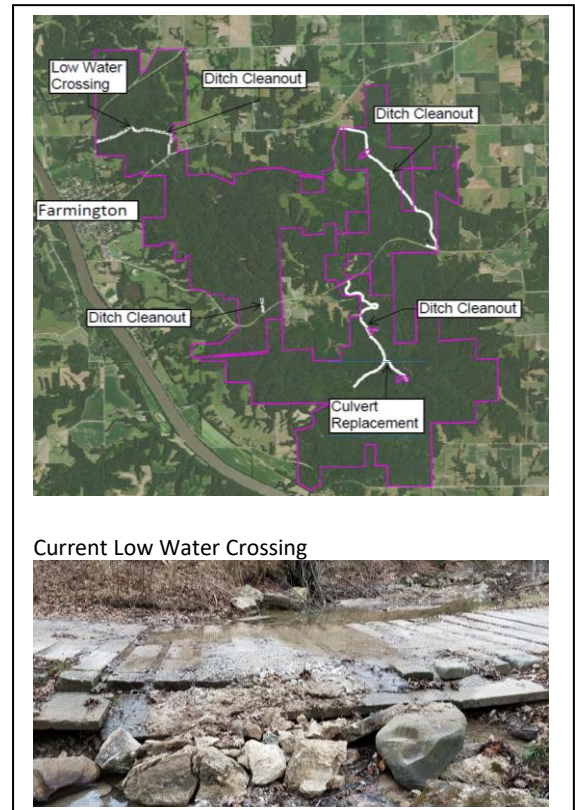 Low Water
Crossing
Ditch Cleanout
Ditch Cleanout
Farmington
Ditch Cleanout
Ditch Cleanout
Culvert
Replacement
Current Low Water Crossing